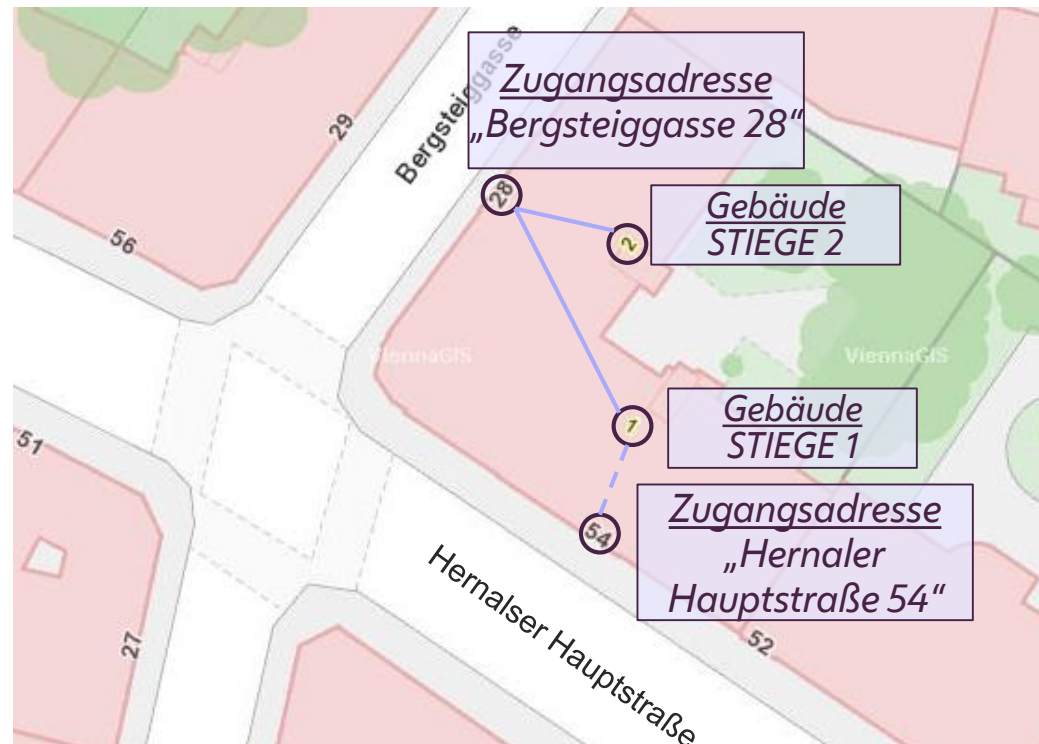 Zugangsadresse
„Bergsteiggasse 28“
Bergsteiggasse
29
28
56
Gebäude
STIEGE 2
2
ViennaGIS
ViennaGIS
Gebäude
STIEGE 1
1
51
Zugangsadresse
„Hernaler
Hauptstraße 54“
54
Hernalser Hauptstraße
52
27